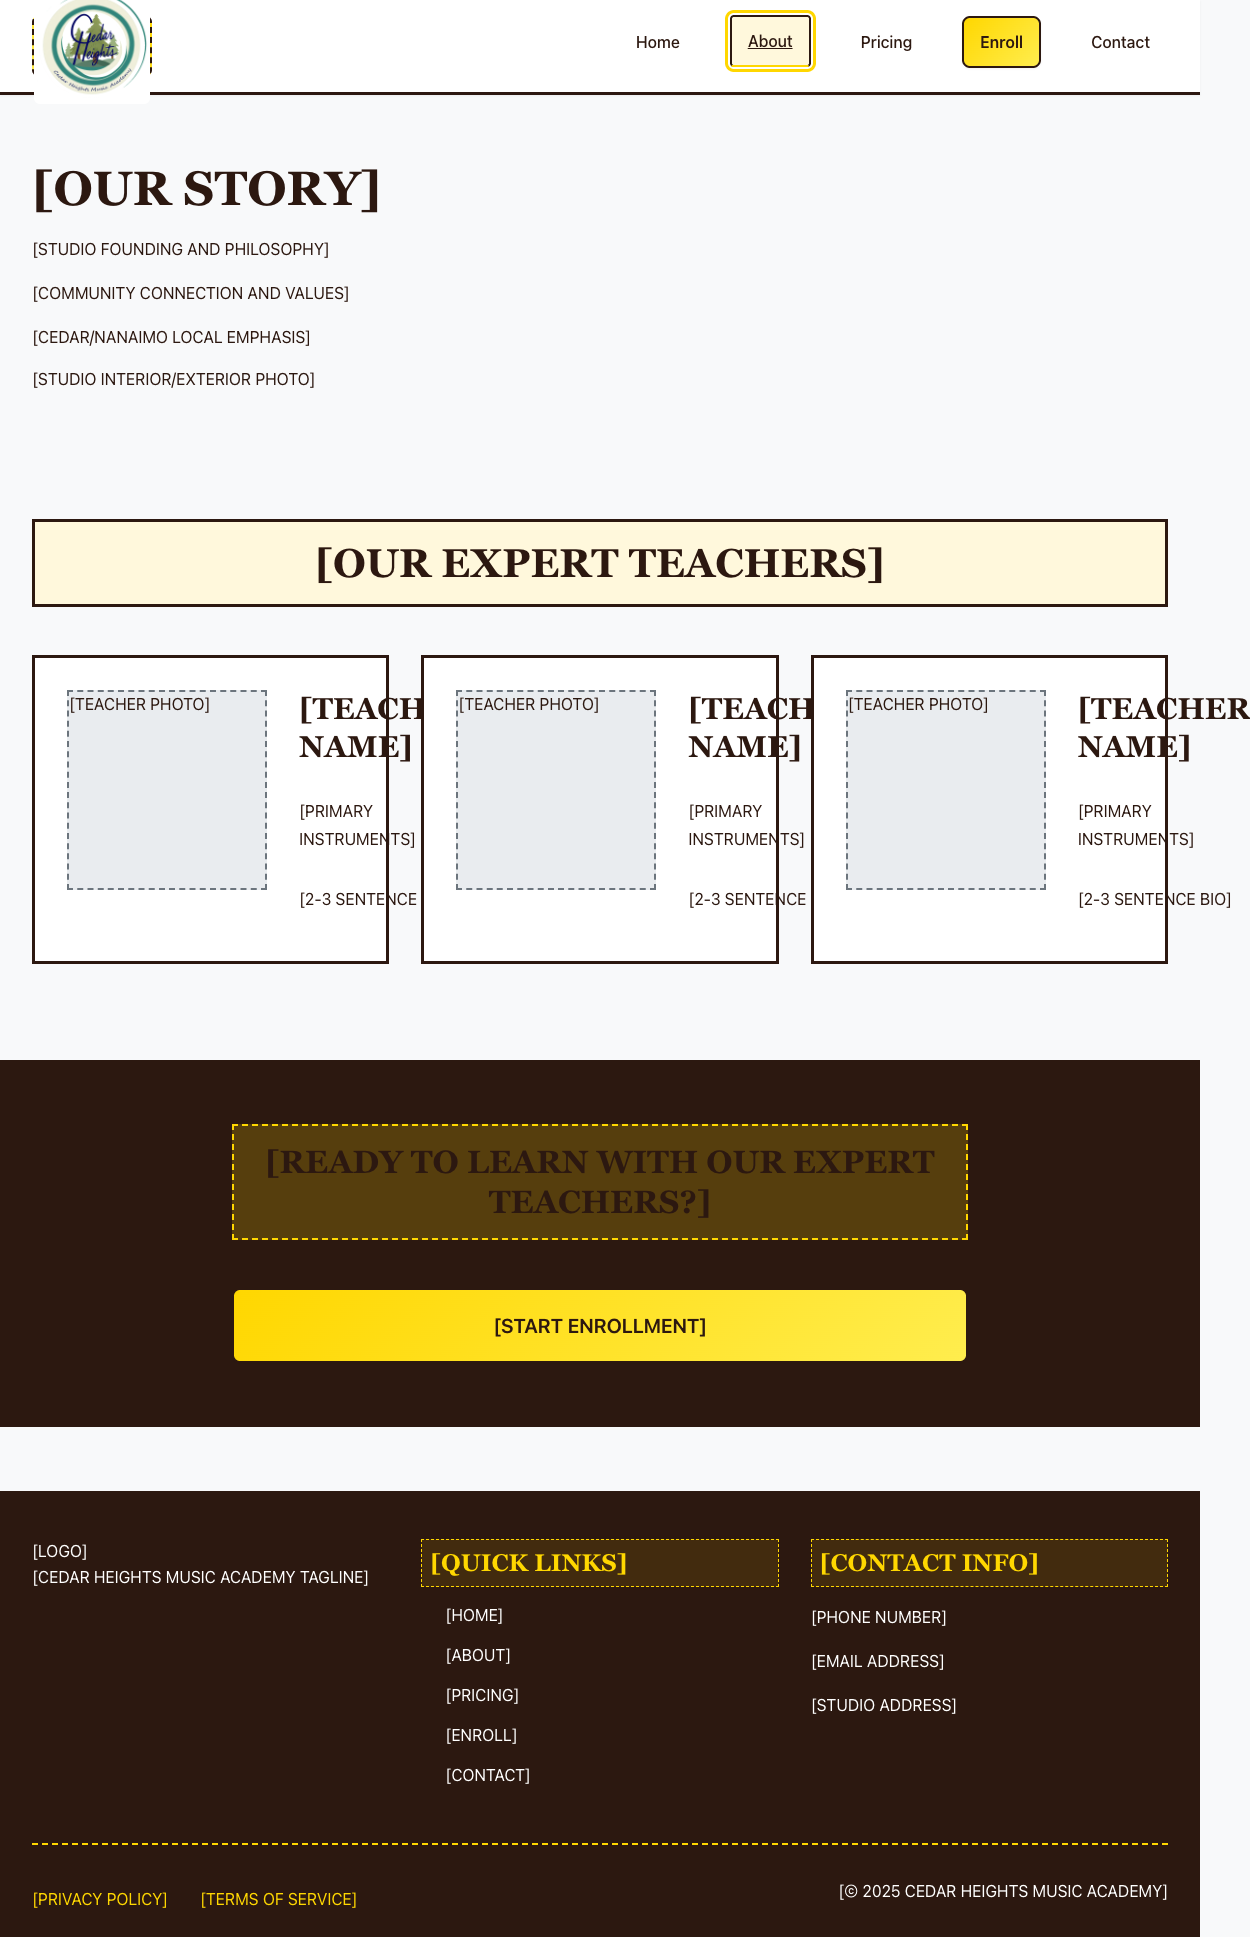 Cedar
Heights
Cedar Heights Music Academy
Home
About
Pricing
Enroll
Contact
[OUR STORY]
[STUDIO FOUNDING AND PHILOSOPHY]
[COMMUNITY CONNECTION AND VALUES]
[CEDAR/NANAIMO LOCAL EMPHASIS]
[STUDIO INTERIOR/EXTERIOR PHOTO]
[OUR EXPERT TEACHERS]
[TEACHER PHOTO]
[TEACH
NAME]
[PRIMARY
INSTRUMENTS]
[2-3 SENTENCE
[TEACHER PHOTO]
[TEACH
NAME]
[PRIMARY
INSTRUMENTS]
[2-3 SENTENCE
[TEACHER PHOTO]
[TEACHER
NAME]
[PRIMARY
INSTRUMENTS]
[2-3 SENTENCE BIO]
[READY TO LEARN WITH OUR EXPERT
TEACHERS?]
[START ENROLLMENT]
[LOGO]
[CEDAR HEIGHTS MUSIC ACADEMY TAGLINE]
[QUICK LINKS]
[HOME]
[ABOUT]
[PRICING]
[ENROLL]
[CONTACT]
[CONTACT INFO]
[PHONE NUMBER]
[EMAIL ADDRESS]
[STUDIO ADDRESS]
[PRIVACY POLICY]
[TERMS OF SERVICE]
[© 2025 CEDAR HEIGHTS MUSIC ACADEMY]